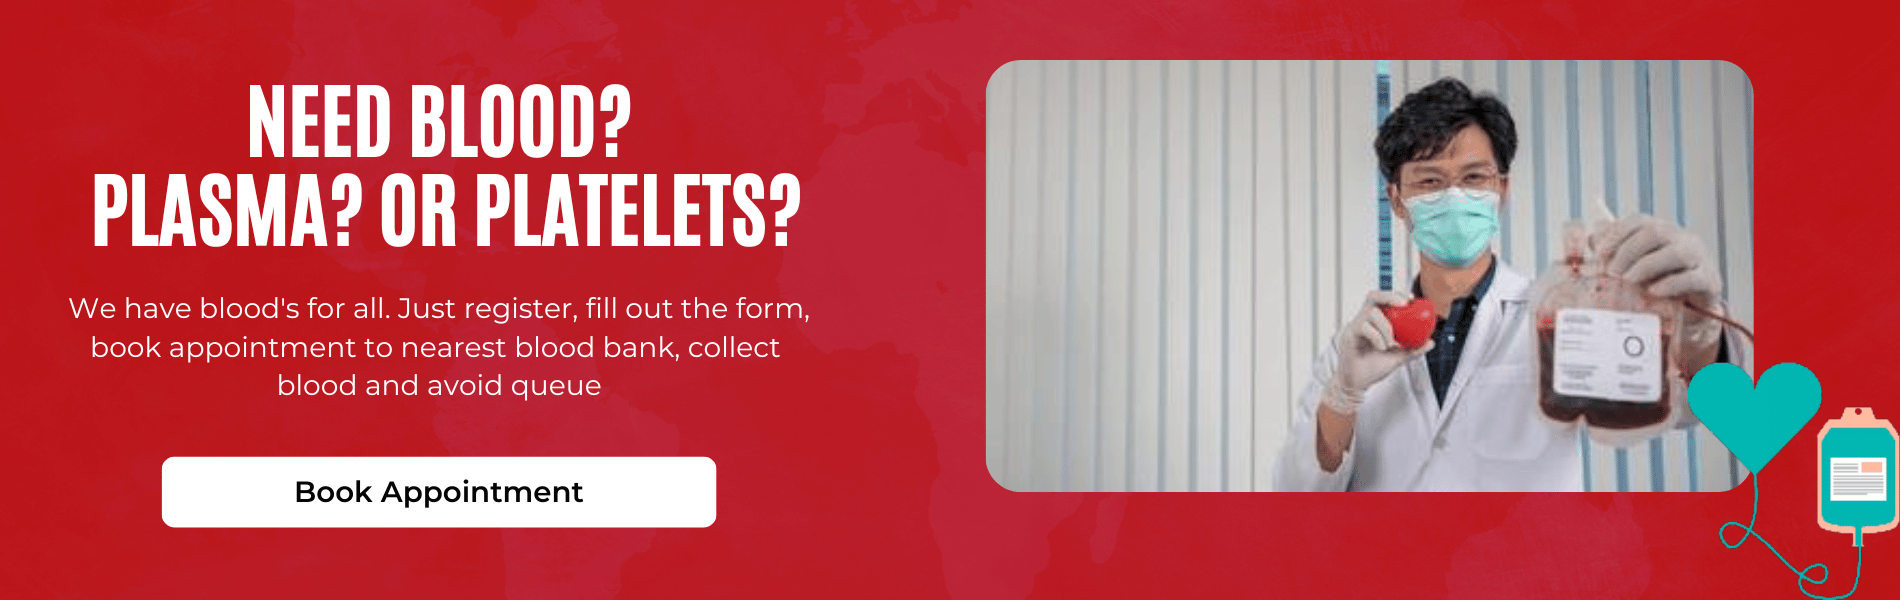 NEED BLOOD?
PLASMA? OR PLATELETS?
We have blood's for all. Just register, fill out the form,
book appointment to nearest blood bank, collect
blood and avoid queue
Book Appointment